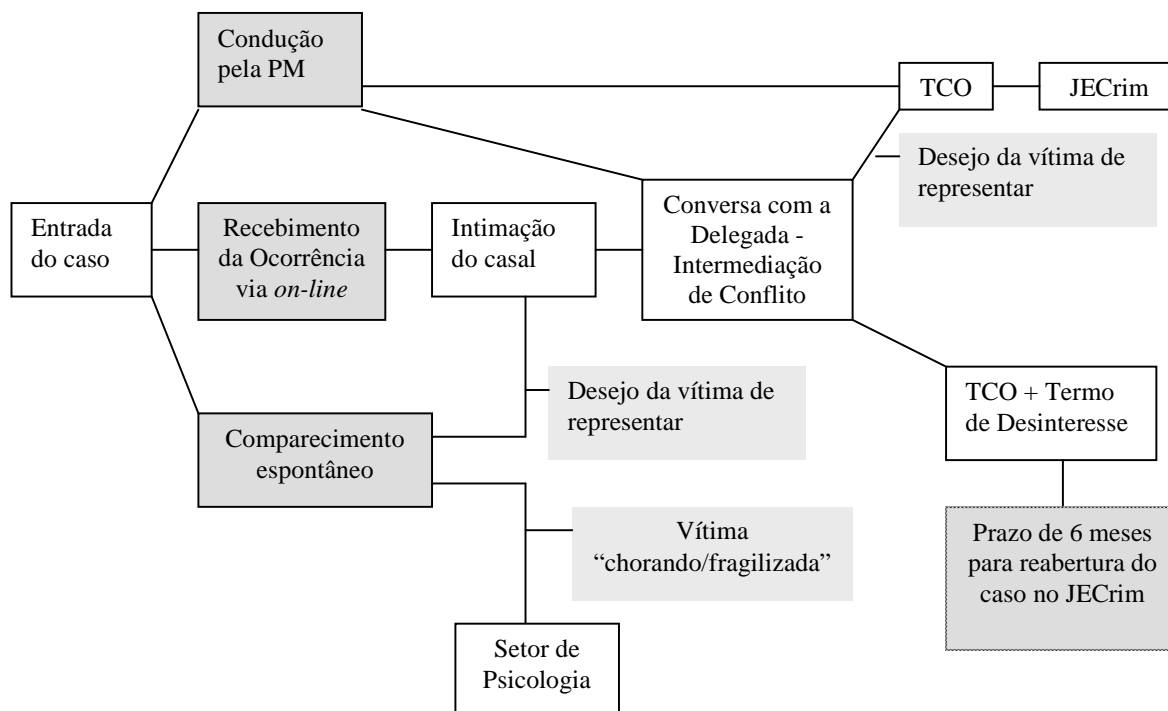 Condução
pela PM
TCO
JECrim
Desejo da vítima de
representar
Entrada
do caso
Recebimento
da Ocorrência
via on-line
Intimação
do casal
Conversa com a
Delegada -
Intermediação
de Conflito
Desejo da vítima de
representar
TCO + Termo
de Desinteresse
Comparecimento
espontâneo
Vítima
“chorando/fragilizada”
Prazo de 6 meses
para reabertura do
caso no JECrim
Setor de
Psicologia